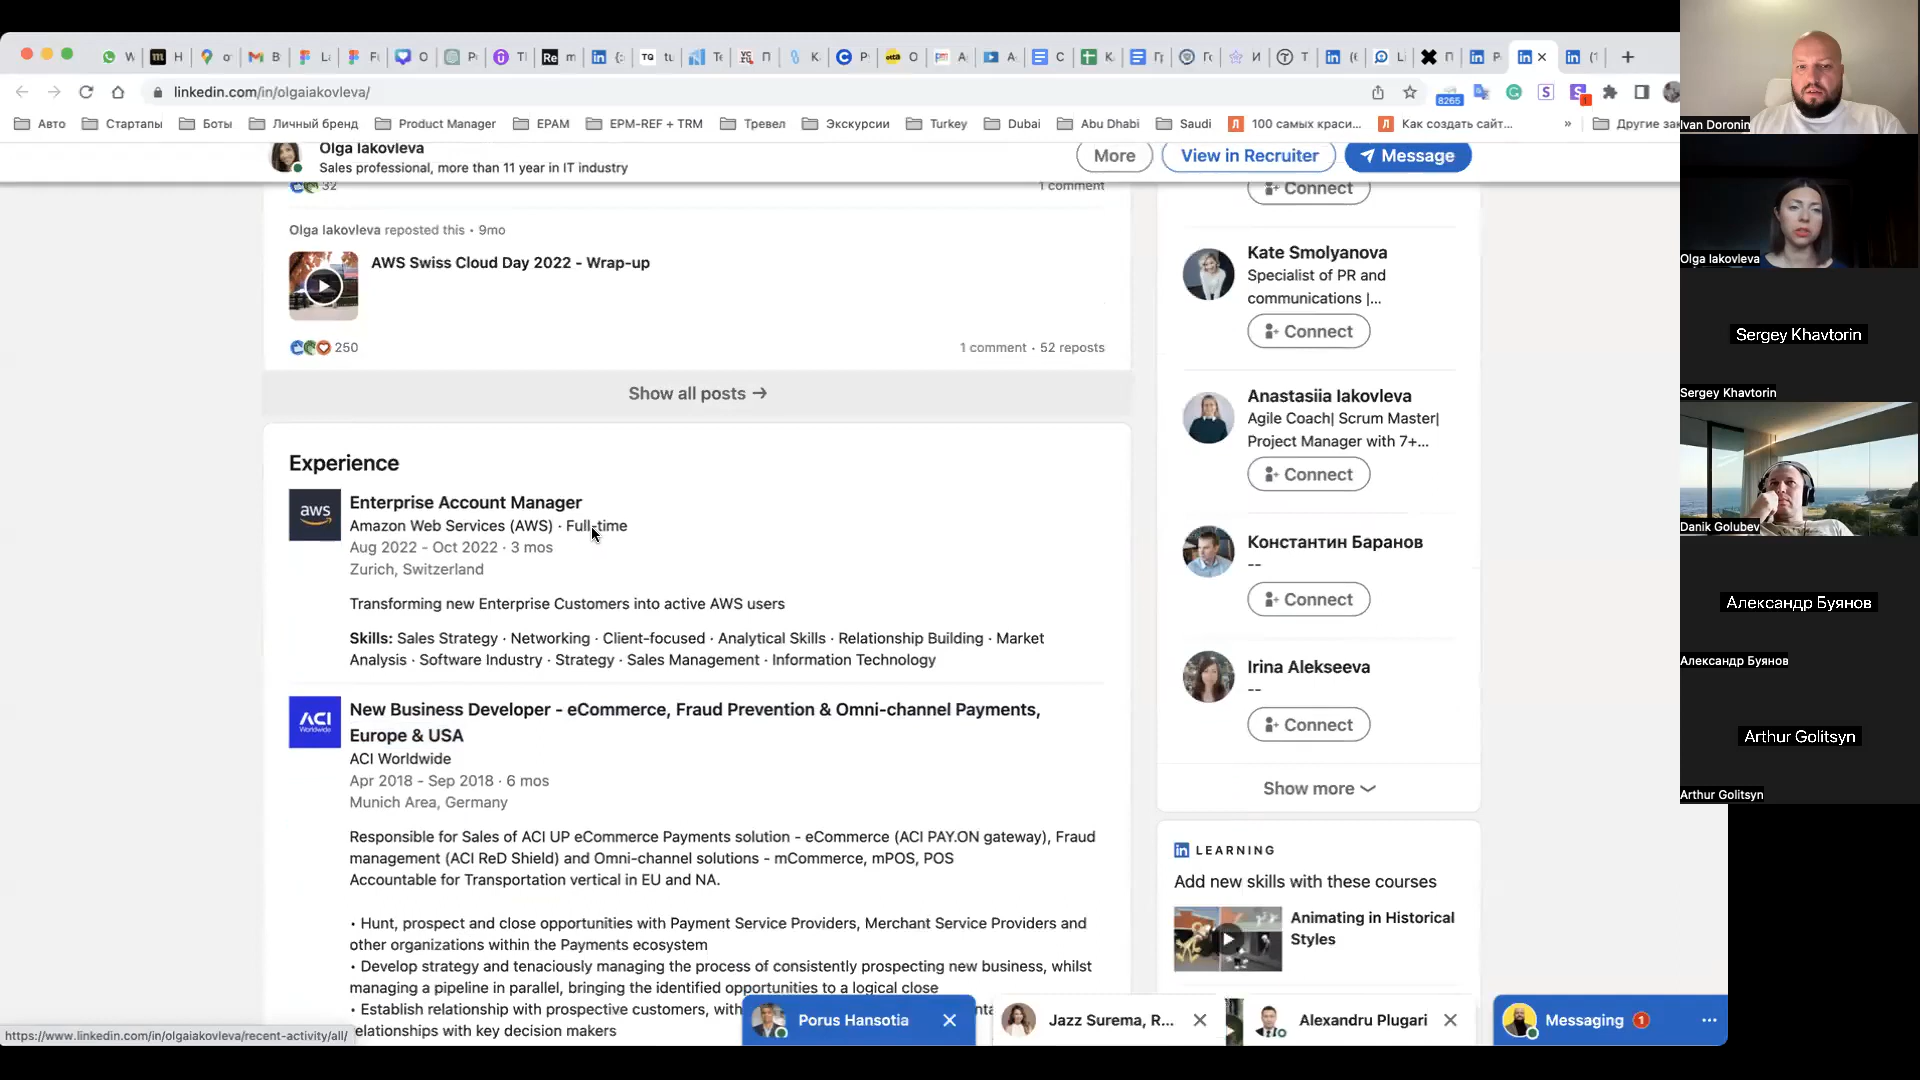 linkedin.com/in/olgaiakovleva/
8265
1
Авто
Стартапы
Боты
Личный бренд
Product Manager
EPAM
EPM-REF + TRM
Тревел
Экскурсии
Turkey
Dubai
Abu Dhabi
Saudi
100 самых краси...
Как создать сайт...
»
Другие за
Olga Iakovleva
Sales professional, more than 11 year in IT industry
More
View in Recruiter
Message
32
1 comment
Olga Iakovleva reposted this • 9mo
AWS Swiss Cloud Day 2022 - Wrap-up
250
1 comment • 52 reposts
Show all posts →
Experience
aws
Enterprise Account Manager
Amazon Web Services (AWS) · Full-time
Aug 2022 - Oct 2022 · 3 mos
Zurich, Switzerland
Transforming new Enterprise Customers into active AWS users
Skills: Sales Strategy · Networking · Client-focused · Analytical Skills · Relationship Building · Market
Analysis · Software Industry · Strategy · Sales Management · Information Technology
ACI
Worldwide
New Business Developer - eCommerce, Fraud Prevention & Omni-channel Payments,
Europe & USA
ACI Worldwide
Apr 2018 - Sep 2018 · 6 mos
Munich Area, Germany
Responsible for Sales of ACI UP eCommerce Payments solution - eCommerce (ACI PAY.ON gateway), Fraud
management (ACI ReD Shield) and Omni-channel solutions - mCommerce, mPOS, POS
Accountable for Transportation vertical in EU and NA.
• Hunt, prospect and close opportunities with Payment Service Providers, Merchant Service Providers and
other organizations within the Payments ecosystem
• Develop strategy and tenaciously managing the process of consistently prospecting new business, whilst
managing a pipeline in parallel, bringing the identified opportunities to a logical close
• Establish relationship with prospective customers, with
elationships with key decision makers
https://www.linkedin.com/in/olgaiakovleva/recent-activity/all/
Connect
Kate Smolyanova
Specialist of PR and
communications |...
Connect
Anastasiia Iakovleva
Agile Coach| Scrum Master|
Project Manager with 7+...
Connect
Константин Баранов
--
Connect
Irina Alekseeva
--
Connect
Show more
in LEARNING
Add new skills with these courses
Animating in Historical
Styles
Porus Hansotia
Jazz Surema, R...
Alexandru Plugari
Messaging 1
Ivan Doronin
Olga Iakovleva
Sergey Khavtorin
Sergey Khavtorin
Danik Golubev
Александр Буянов
Александр Буянов
Arthur Golitsyn
Arthur Golitsyn